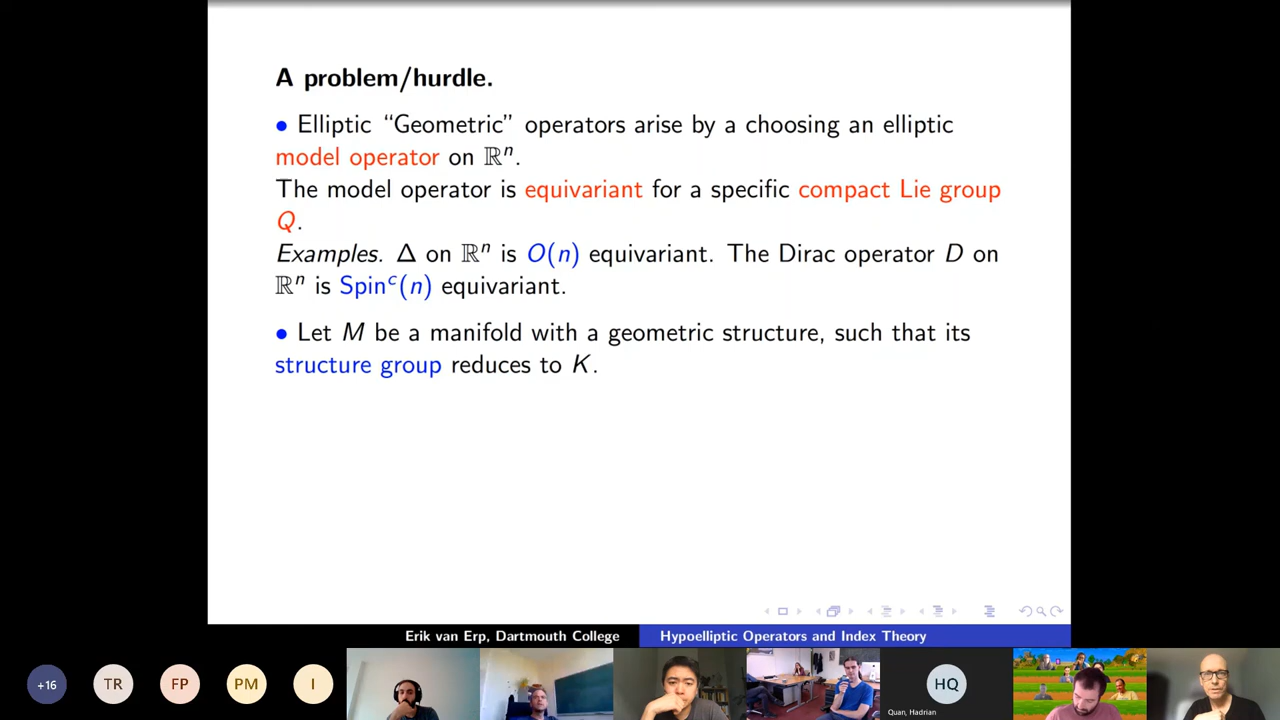 A problem/hurdle.
• Elliptic “Geometric” operators arise by a choosing an elliptic
model operator on ℝⁿ.
The model operator is equivariant for a specific compact Lie group
Q.
Examples. Δ on ℝⁿ is O(n) equivariant. The Dirac operator D on
ℝⁿ is Spinᶜ(n) equivariant.
• Let M be a manifold with a geometric structure, such that its
structure group reduces to K.
Erik van Erp, Dartmouth College Hypoelliptic Operators and Index Theory
+16 TR FP PM I HQ
Quan, Hadrian